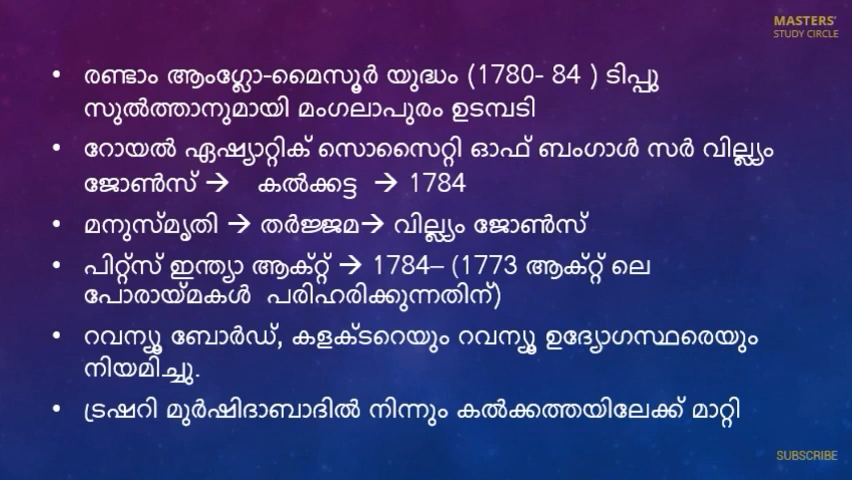 MASTERS'
STUDY CIRCLE
• രണ്ടാം ആംഗ്ലോ-മൈസൂർ യുദ്ധം (1780- 84 ) ടിപ്പു
സുൽത്താനുമായി മംഗലാപുരം ഉടമ്പടി
• റോയൽ ഏഷ്യാറ്റിക് സൊസൈറ്റി ഓഫ് ബംഗാൾ സർ വില്ല്യം
ജോൺസ് → കൽക്കട്ട → 1784
• മനുസ്മൃതി → തർജ്ജമ→ വില്ല്യം ജോൺസ്
• പിറ്റ്സ് ഇന്ത്യാ ആക്റ്റ് → 1784– (1773 ആക്റ്റ് ലെ
പോരായ്മകൾ പരിഹരിക്കുന്നതിന്)
• റവന്യൂ ബോർഡ്, കളക്ടറെയും റവന്യൂ ഉദ്യോഗസ്ഥരെയും
നിയമിച്ചു.
• ട്രഷറി മുർഷിദാബാദിൽ നിന്നും കൽക്കത്തയിലേക്ക് മാറ്റി
SUBSCRIBE